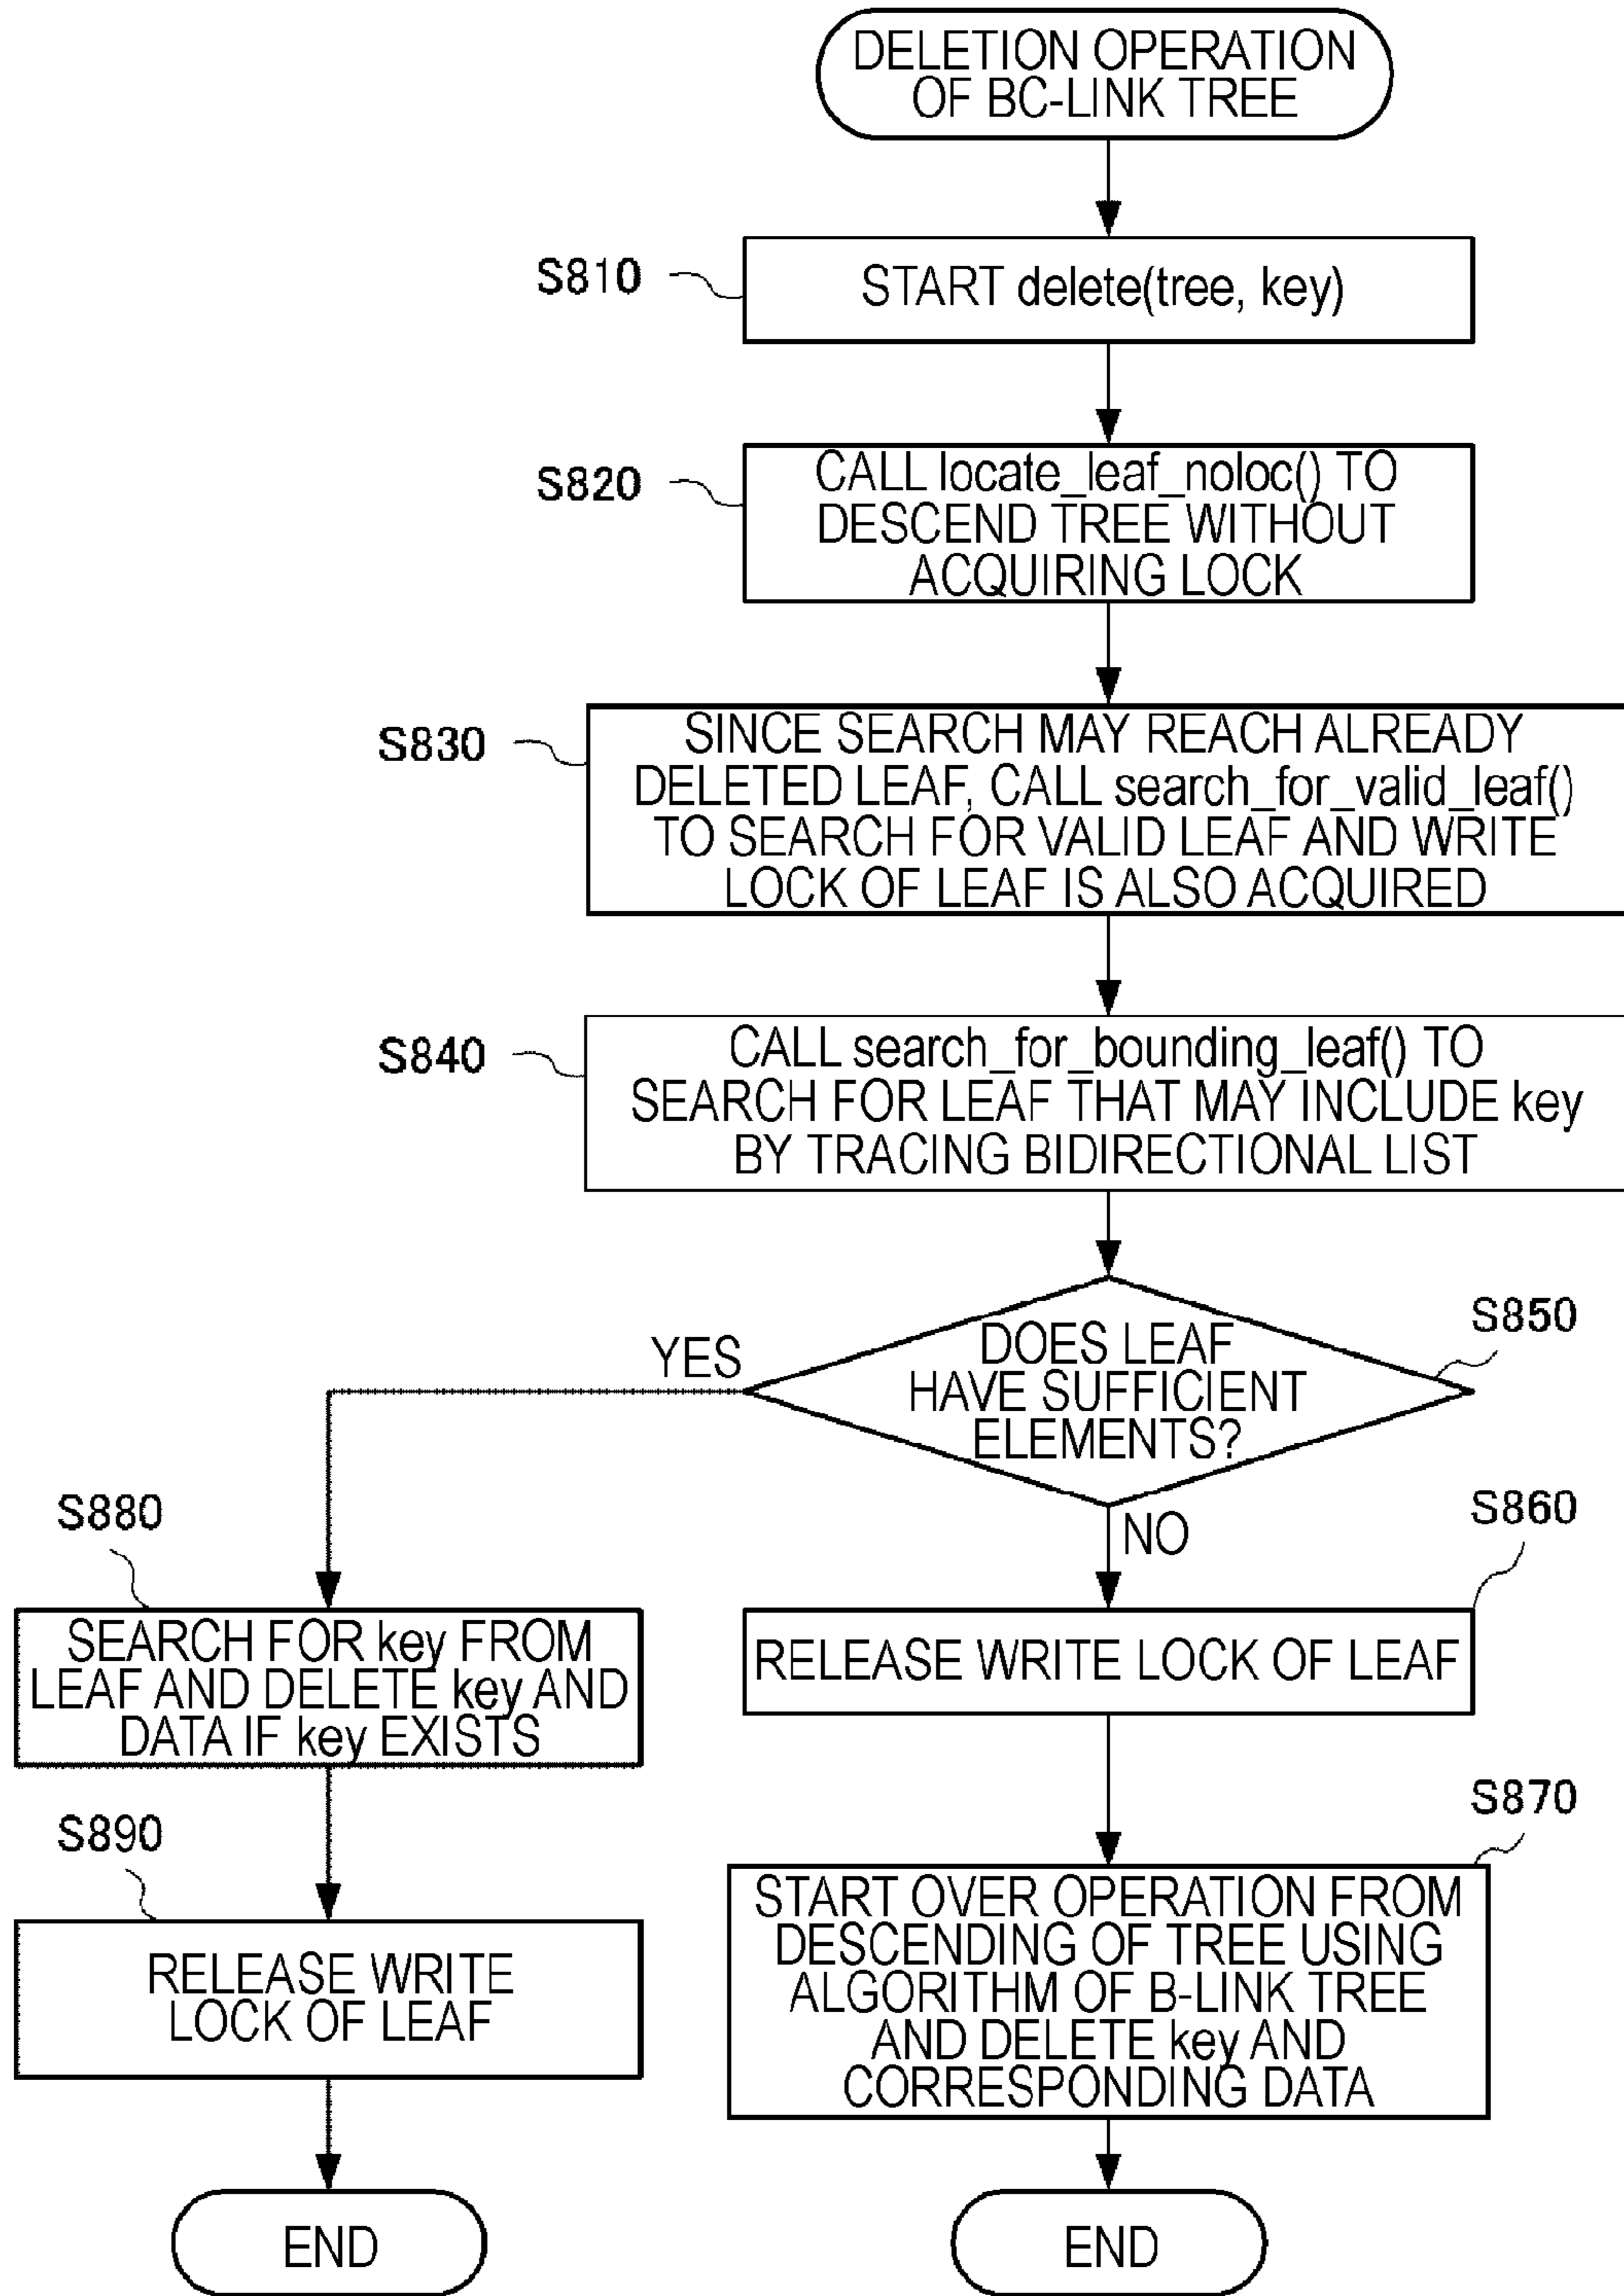 DELETION OPERATION
OF BC-LINK TREE
S810
START delete(tree, key)
S820
CALL locate_leaf_noloc() TO
DESCEND TREE WITHOUT
ACQUIRING LOCK
S830
SINCE SEARCH MAY REACH ALREADY
DELETED LEAF, CALL search_for_valid_leaf()
TO SEARCH FOR VALID LEAF AND WRITE
LOCK OF LEAF IS ALSO ACQUIRED
S840
CALL search_for_bounding_leaf() TO
SEARCH FOR LEAF THAT MAY INCLUDE key
BY TRACING BIDIRECTIONAL LIST
S850
DOES LEAF
HAVE SUFFICIENT
ELEMENTS?
YES
NO
S880
SEARCH FOR key FROM
LEAF AND DELETE key AND
DATA IF key EXISTS
S890
RELEASE WRITE
LOCK OF LEAF
END
S860
RELEASE WRITE LOCK OF LEAF
S870
START OVER OPERATION FROM
DESCENDING OF TREE USING
ALGORITHM OF B-LINK TREE
AND DELETE key AND
CORRESPONDING DATA
END